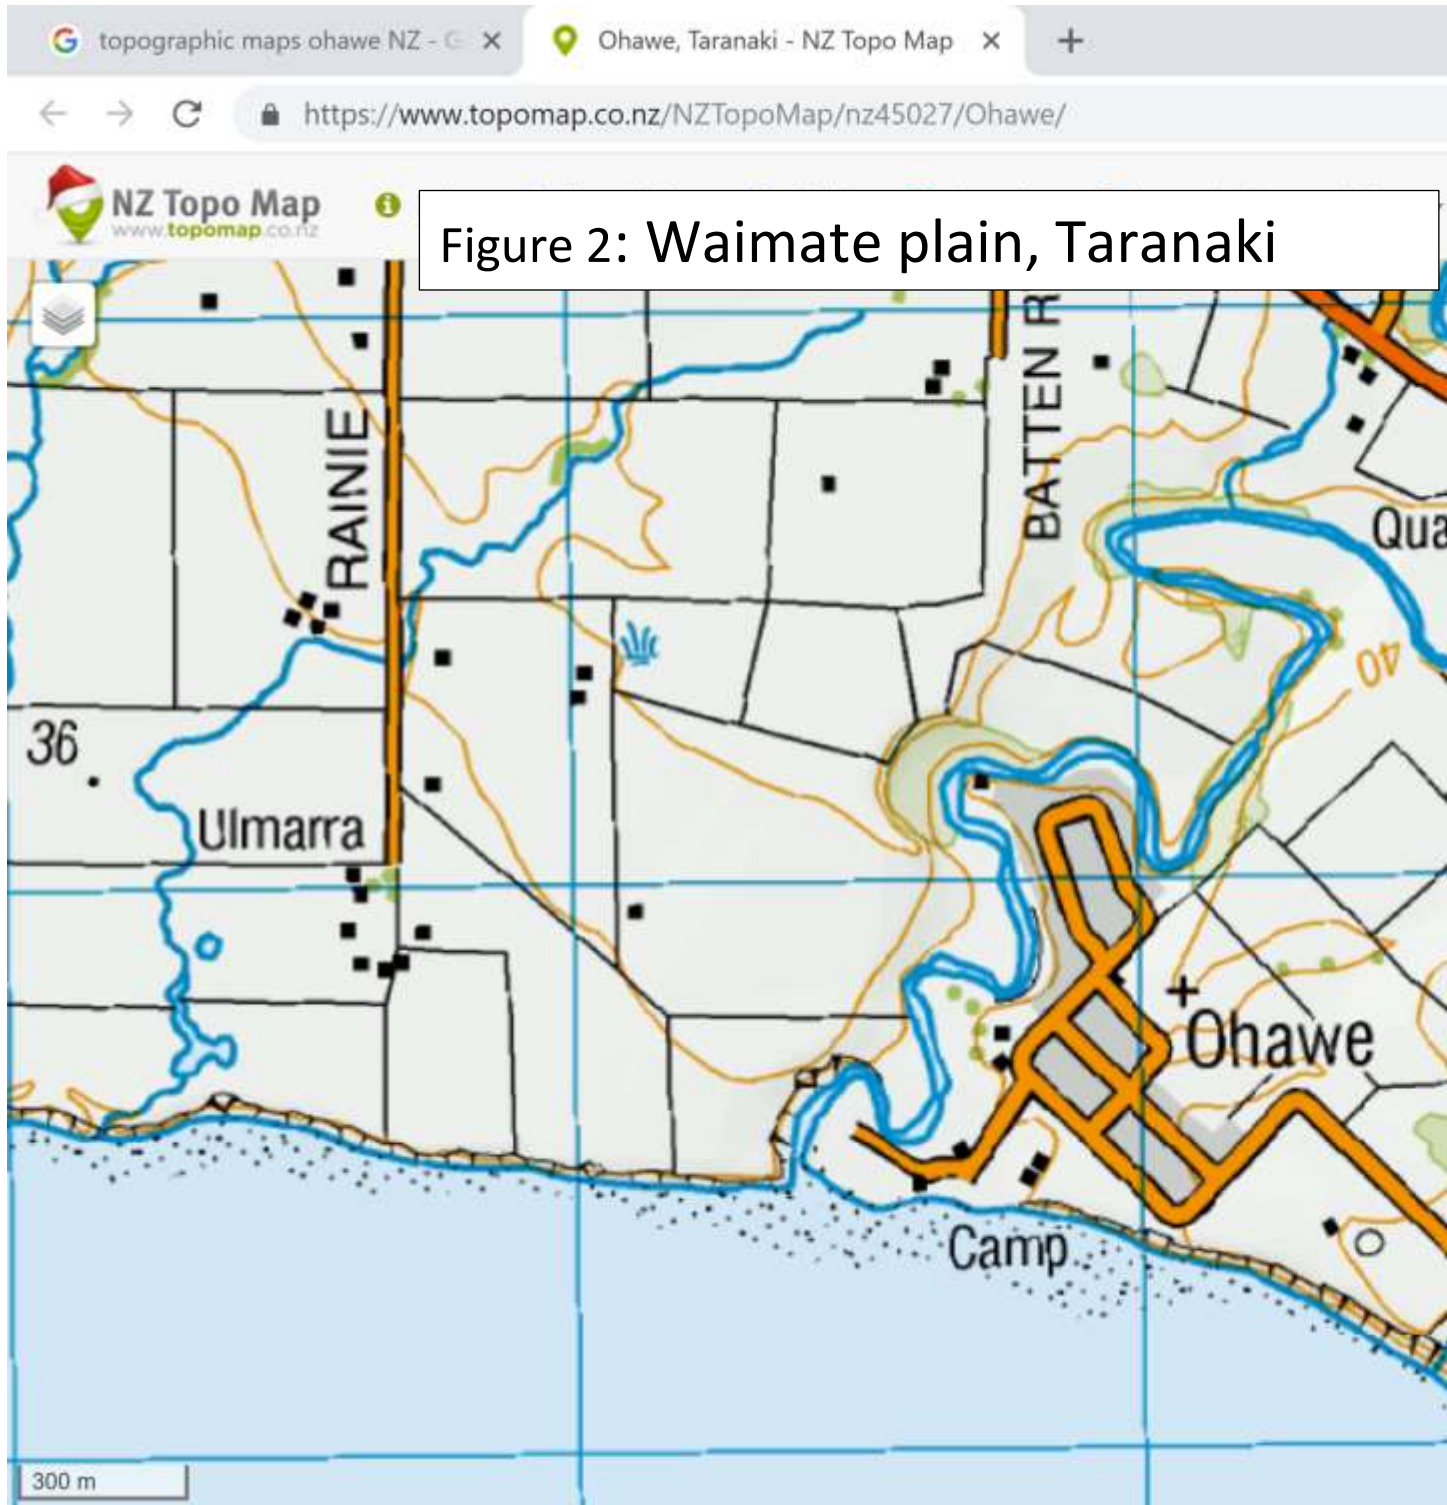 topographic maps ohawe NZ - G
Ohawe, Taranaki - NZ Topo Map
https://www.topomap.co.nz/NZTopoMap/nz45027/Ohawe/
NZ Topo Map
www.topomap.co.nz
Figure 2: Waimate plain, Taranaki
BATTEN R
RAINIE
Qua
40
36
Ulmarra
Ohawe
Camp
300 m